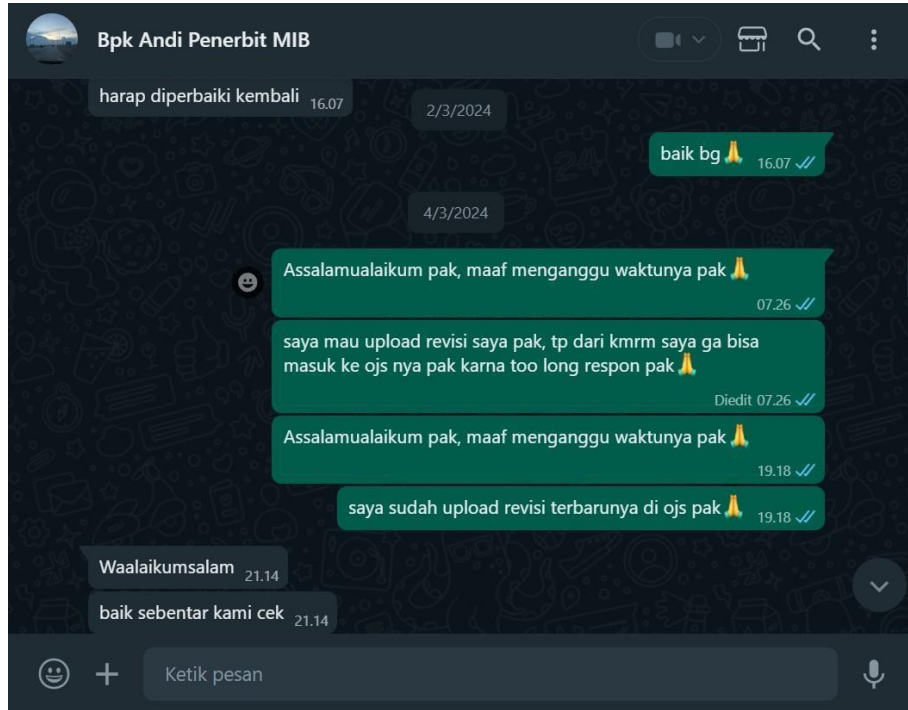 Bpk Andi Penerbit MIB
harap diperbaiki kembali 16.07
2/3/2024
baik bg🙏 16.07
4/3/2024
Assalamualaikum pak, maaf menganggu waktunya pak🙏
07.26
saya mau upload revisi saya pak, tp dari kmrm saya ga bisa
masuk ke ojs nya pak karna too long respon pak🙏
Diedit 07.26
Assalamualaikum pak, maaf menganggu waktunya pak🙏
19.18
saya sudah upload revisi terbarunya di ojs pak🙏 19.18
Waalaikumsalam 21.14
baik sebentar kami cek 21.14
Ketik pesan